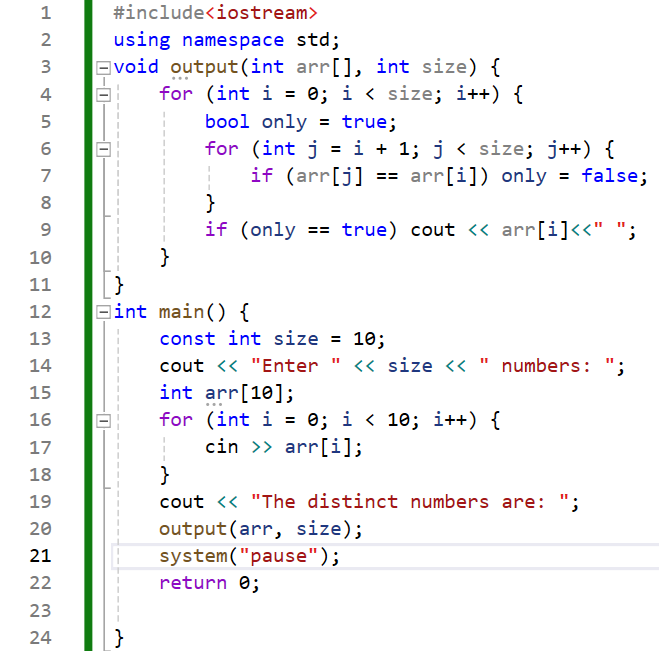 1 #include<iostream>
2 using namespace std;
3 void output(int arr[], int size) {
4 for (int i = 0; i < size; i++) {
5 bool only = true;
6 for (int j = i + 1; j < size; j++) {
7 if (arr[j] == arr[i]) only = false;
8 }
9 if (only == true) cout << arr[i]<<" ";
10 }
11 }
12 int main() {
13 const int size = 10;
14 cout << "Enter " << size << " numbers: ";
15 int arr[10];
16 for (int i = 0; i < 10; i++) {
17 cin >> arr[i];
18 }
19 cout << "The distinct numbers are: ";
20 output(arr, size);
21 system("pause");
22 return 0;
23
24 }